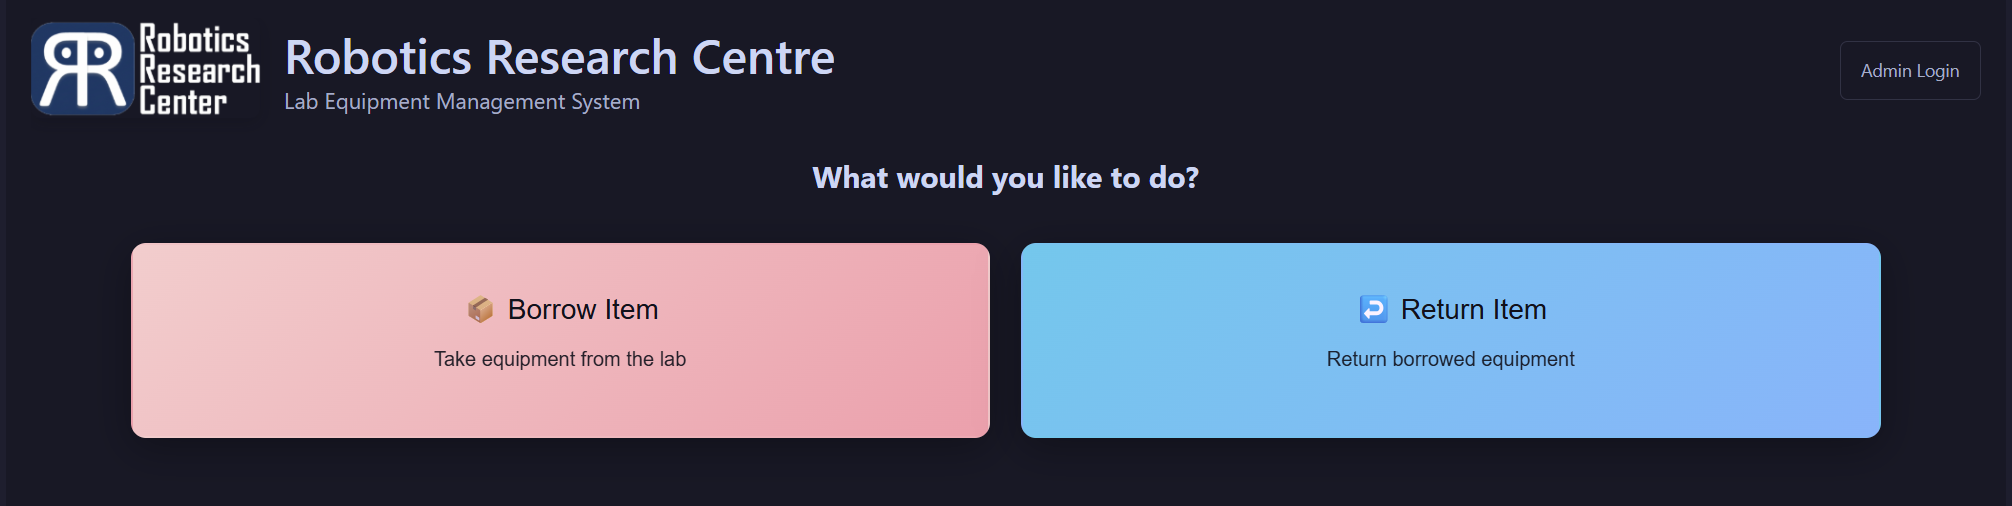 Robotics
Research
Center
Robotics Research Centre
Lab Equipment Management System
Admin Login
What would you like to do?
Borrow Item
Take equipment from the lab
Return Item
Return borrowed equipment